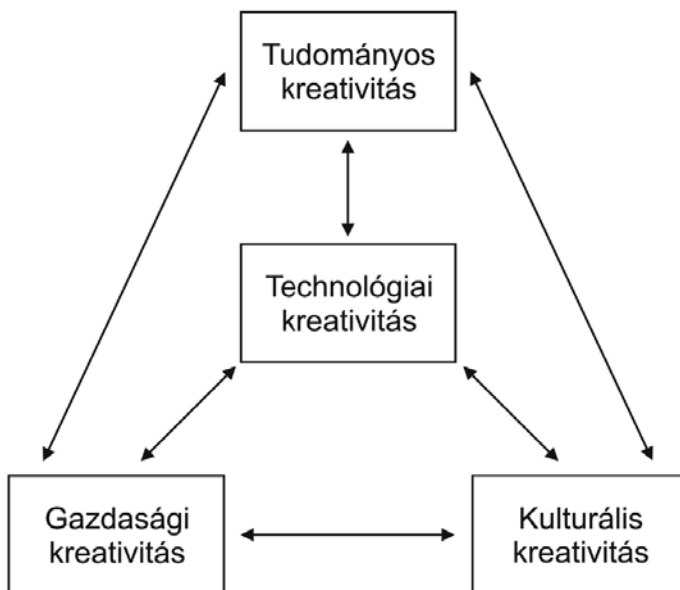 Tudományos
kreativitás
Technológiai
kreativitás
Gazdasági
kreativitás
Kulturális
kreativitás